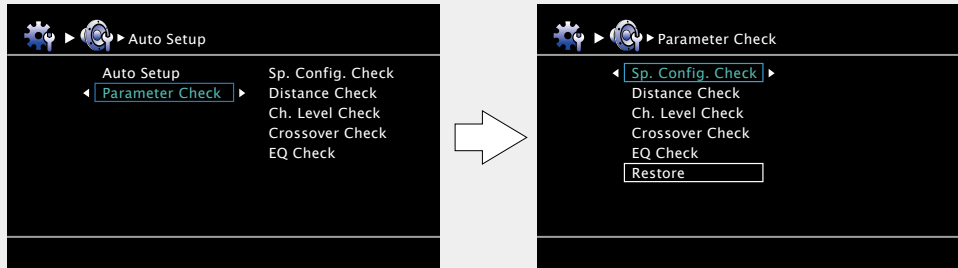 Auto Setup
Auto Setup
Parameter Check
Sp. Config. Check
Distance Check
Ch. Level Check
Crossover Check
EQ Check
Parameter Check
Sp. Config. Check
Distance Check
Ch. Level Check
Crossover Check
EQ Check
Restore